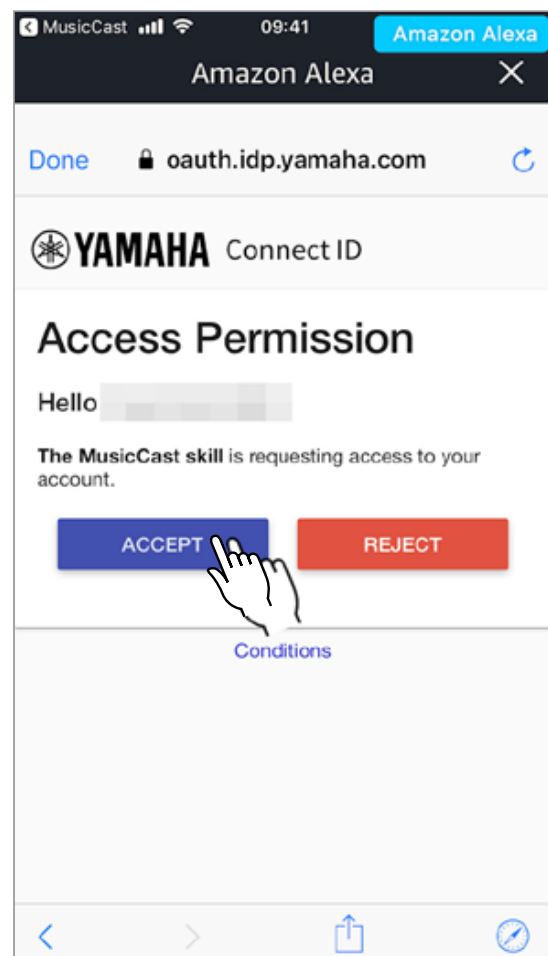 MusicCast 09:41 Amazon Alexa
Amazon Alexa
Done oauth.idp.yamaha.com
YAMAHA Connect ID
Access Permission
Hello
The MusicCast skill is requesting access to your
account.
ACCEPT REJECT
Conditions